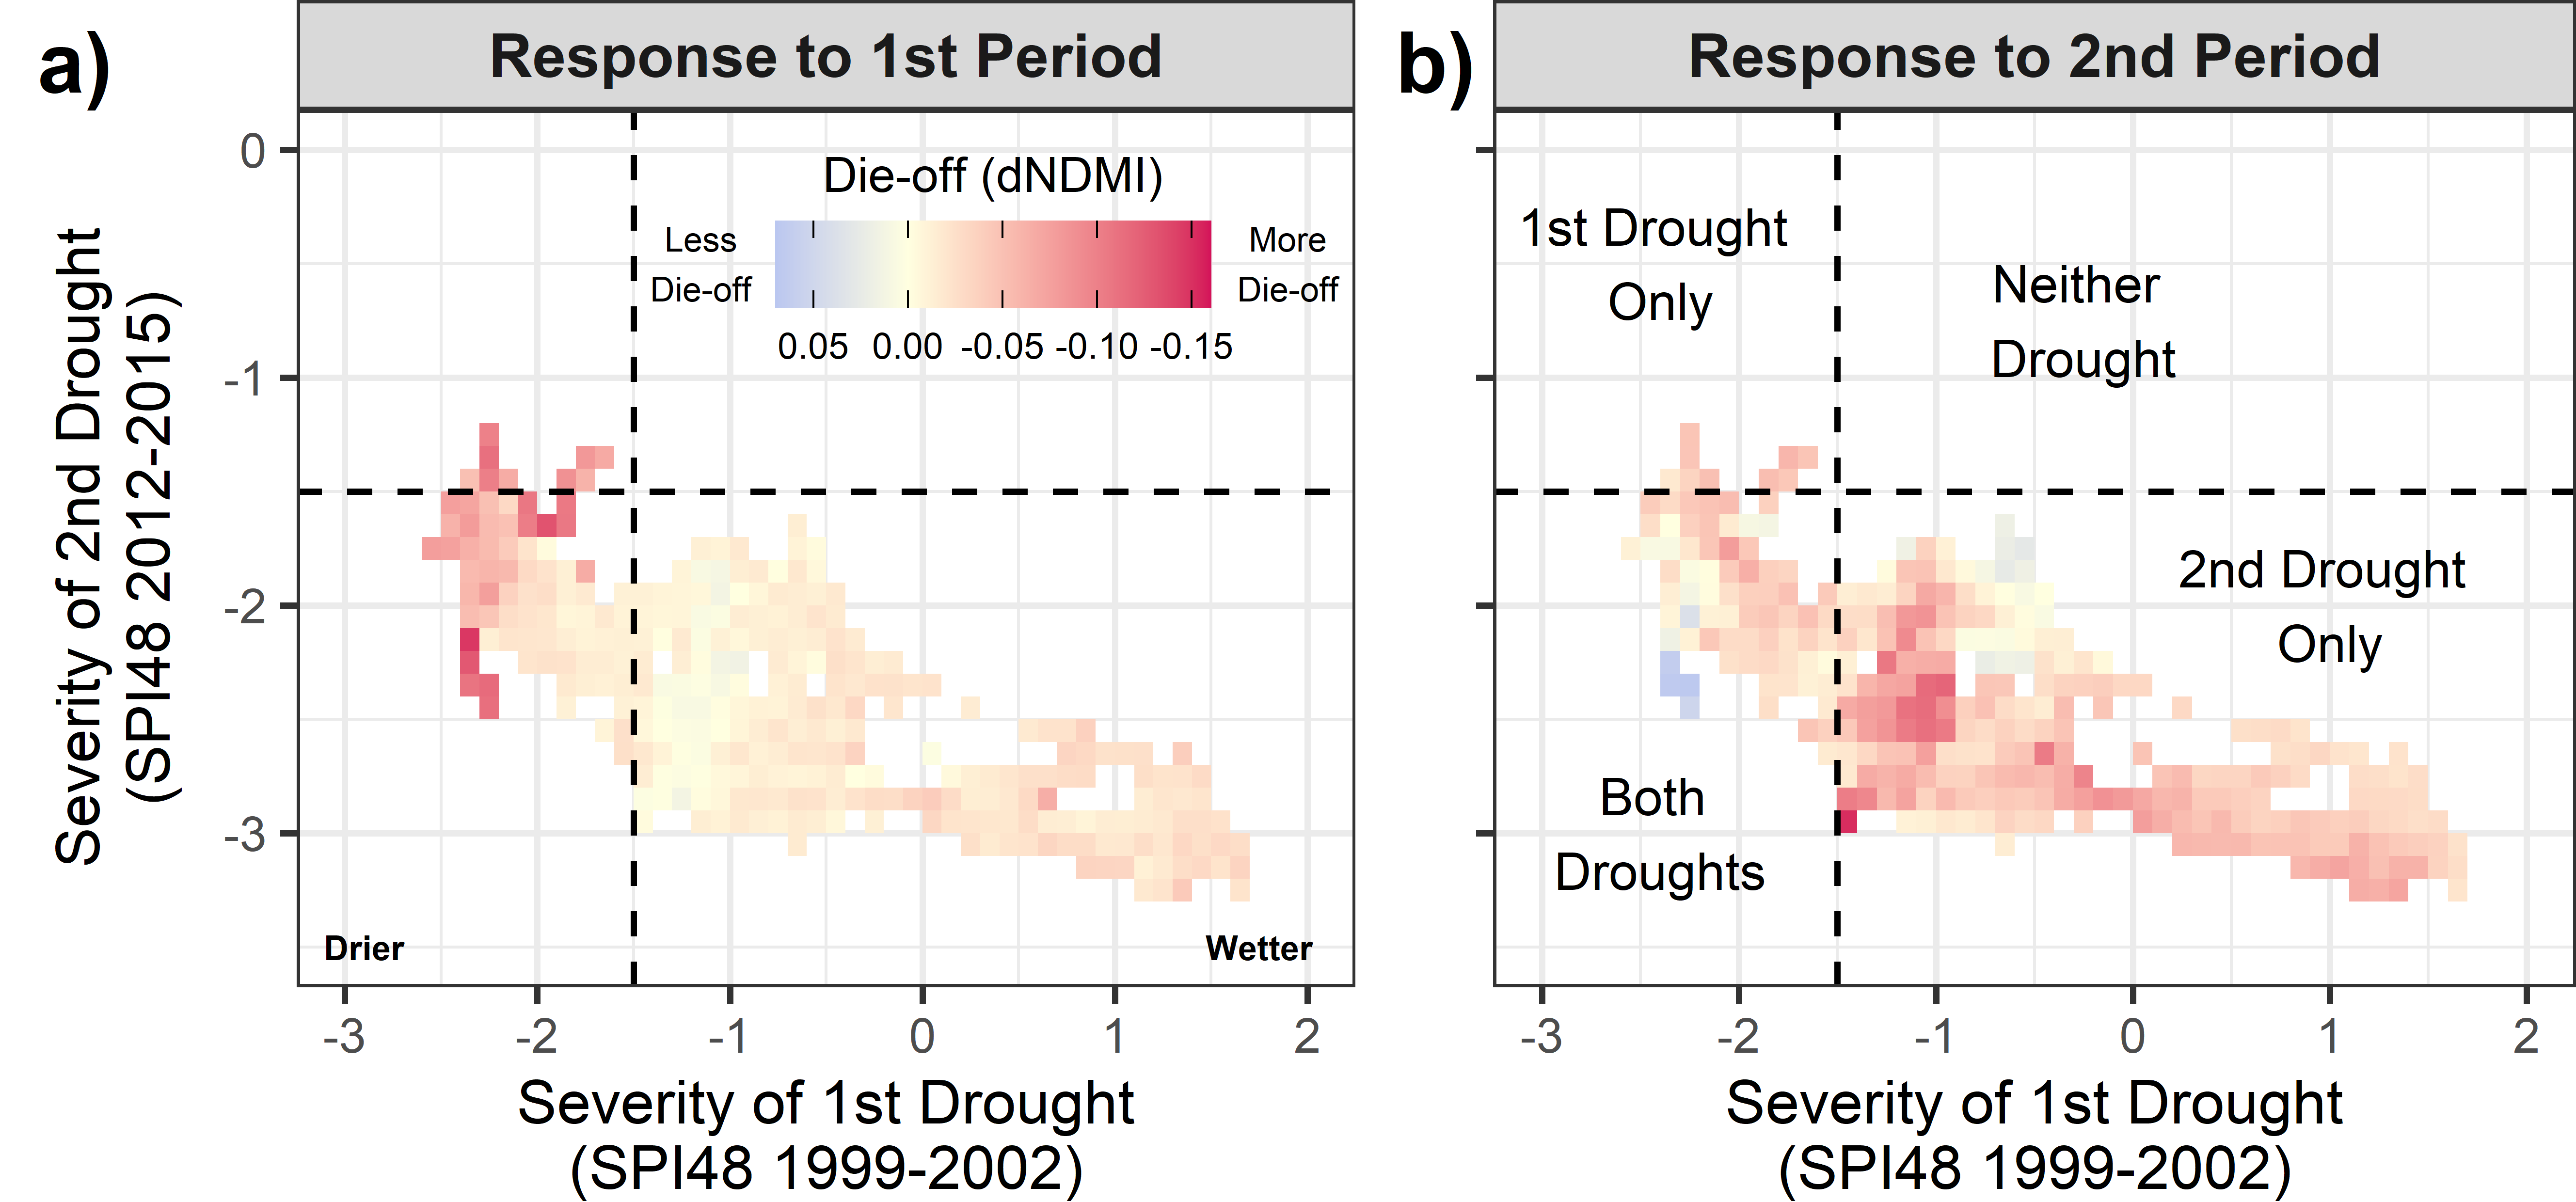 a)
Response to 1st Period
Severity of 2nd Drought
(SPI48 2012-2015)
0
-1
-2
-3
Die-off (dNDMI)
Less
Die-off
More
Die-off
0.05 0.00 -0.05 -0.10 -0.15
Drier
Wetter
-3 -2 -1 0 1 2
Severity of 1st Drought
(SPI48 1999-2002)
b)
Response to 2nd Period
1st Drought
Only
Neither
Drought
2nd Drought
Only
Both
Droughts
-3 -2 -1 0 1 2
Severity of 1st Drought
(SPI48 1999-2002)